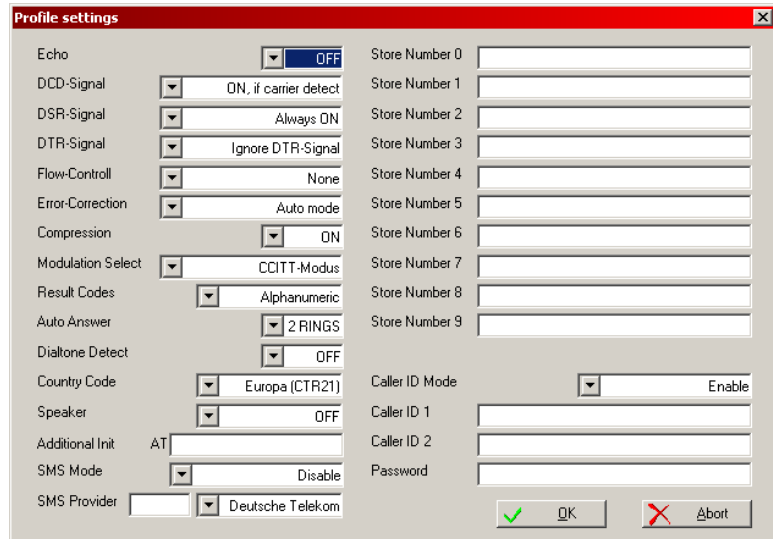 Profile settings
Echo OFF
DCD-Signal ON, if carrier detect
DSR-Signal Always ON
DTR-Signal Ignore DTR-Signal
Flow-Controll None
Error-Correction Auto mode
Compression ON
Modulation Select CCITT-Modus
Result Codes Alphanumeric
Auto Answer 2 RINGS
Dialtone Detect OFF
Country Code Europa (CTR21)
Speaker OFF
Additional Init AT
SMS Mode Disable
SMS Provider Deutsche Telekom
Store Number 0
Store Number 1
Store Number 2
Store Number 3
Store Number 4
Store Number 5
Store Number 6
Store Number 7
Store Number 8
Store Number 9
Caller ID Mode Enable
Caller ID 1
Caller ID 2
Password
OK Abort